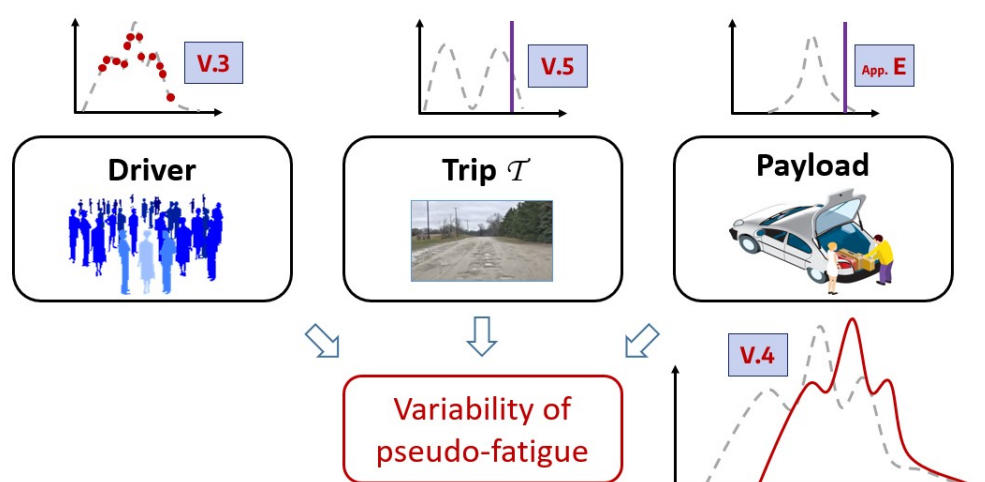 V.3
V.5
App. E
Driver
Trip 𝒯
Payload
V.4
Variability of
pseudo-fatigue